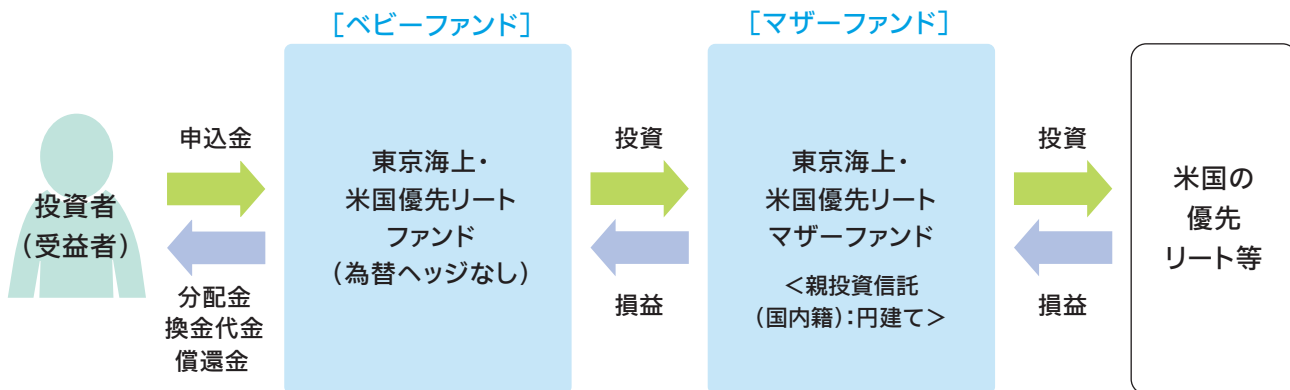 [ベビーファンド]
[マザーファンド]
投資者
(受益者)
申込金
分配金
換金代金
償還金
東京海上・
米国優先リート
ファンド
(為替ヘッジなし)
投資
損益
東京海上・
米国優先リート
マザーファンド
<親投資信託
(国内籍):円建て>
投資
損益
米国の
優先
リート等